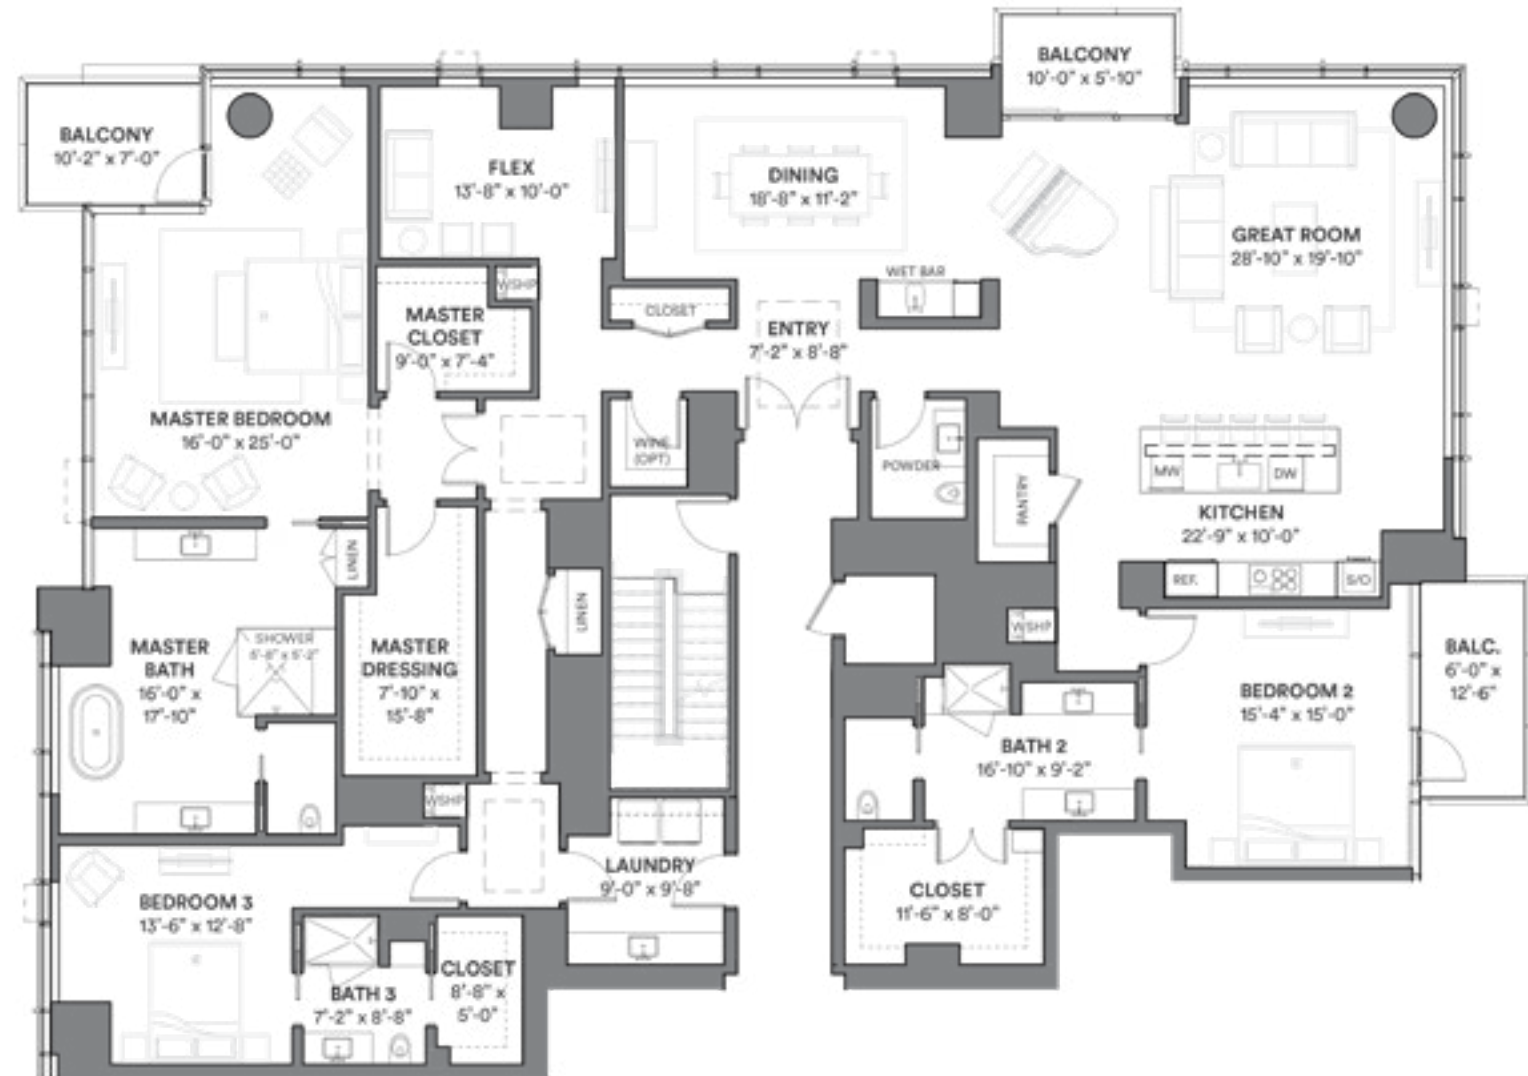 BALCONY
10'-0" x 5'-10"
BALCONY
10'-2" x 7'-0"
FLEX
13'-8" x 10'-0"
DINING
18'-8" x 11'-2"
GREAT ROOM
28'-10" x 19'-10"
WET BAR
WSHP
CLOSET
MASTER
CLOSET
9'-0" x 7'-4"
ENTRY
7'-2" x 8'-8"
MASTER BEDROOM
16'-0" x 25'-0"
WINE
(OPT)
POWDER
PANTRY
MW
DW
KITCHEN
22'-9" x 10'-0"
REF.
S/O
LINEN
LINEN
WSHP
SHOWER
MASTER
BATH
16'-0" x
17'-10"
MASTER
DRESSING
7'-10" x
15'-8"
BALC.
6'-0" x
12'-6"
BEDROOM 2
15'-4" x 15'-0"
BATH 2
16'-10" x 9'-2"
WSHP
LAUNDRY
9'-0" x 9'-8"
BEDROOM 3
13'-6" x 12'-8"
CLOSET
11'-6" x 8'-0"
CLOSET
8'-8" x
5'-0"
BATH 3
7'-2" x 8'-8"